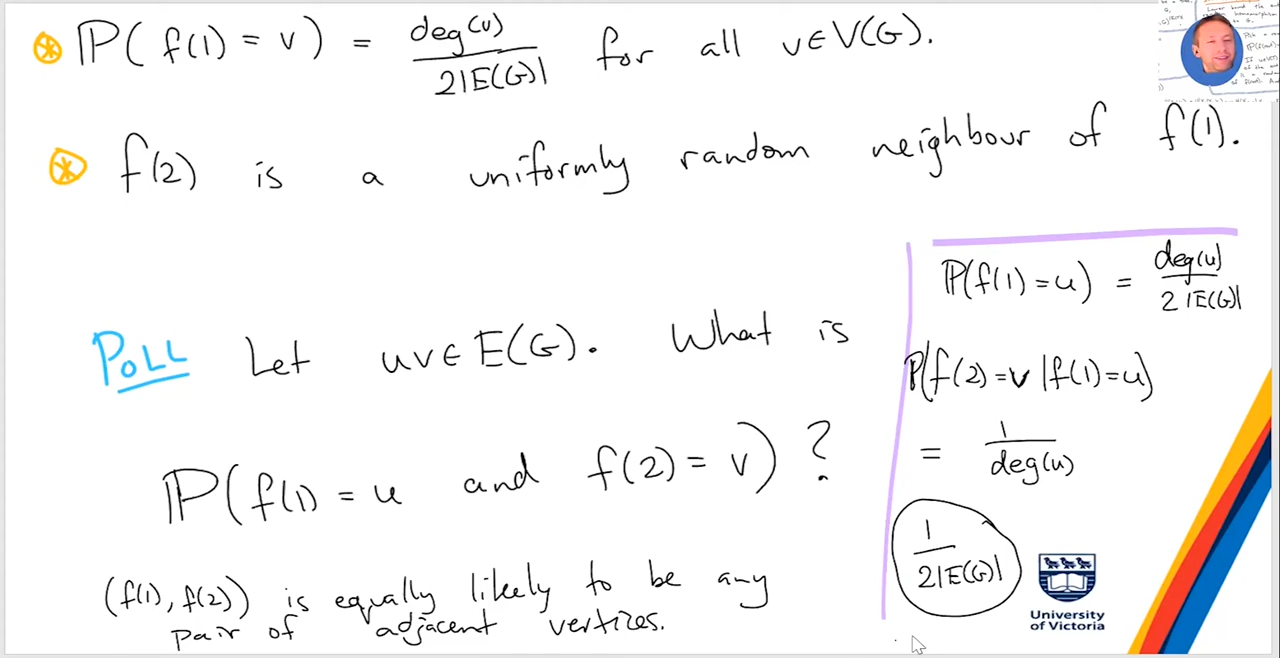 ℙ(f(1) = v) = deg(v) / 2|E(G)| for all v∈V(G).
f(2) is a uniformly random neighbour of f(1).
POLL Let uv∈E(G). What is
ℙ(f(1) = u and f(2) = v)?
(f(1), f(2)) is equally likely to be any
pair of adjacent vertizes.
ℙ(f(1) = u) = deg(u) / 2|E(G)|
ℙ(f(2) = v | f(1) = u)
= 1 / deg(u)
1 / 2|E(G)|
University
of Victoria